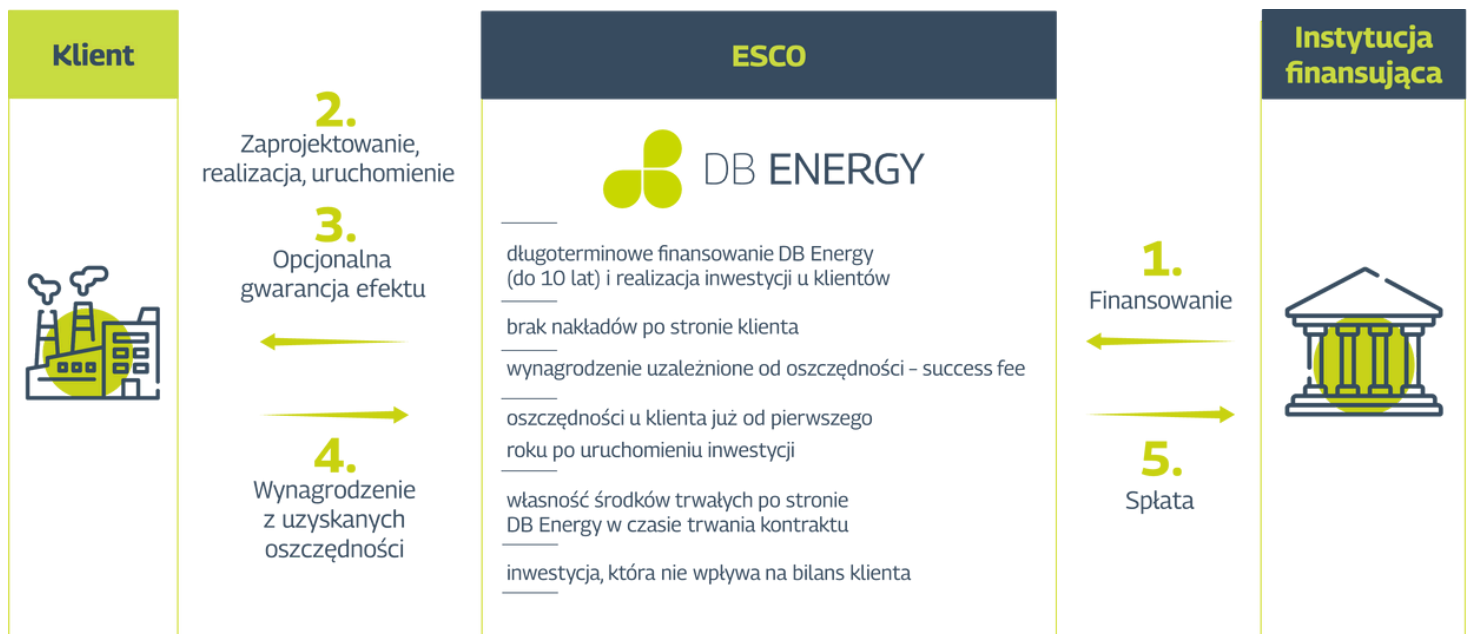 Klient
2.
Zaprojektowanie,
realizacja, uruchomienie
3.
Opcjonalna
gwarancja efektu
4.
Wynagrodzenie
z uzyskanych
oszczędności
ESCO
DB ENERGY
długoterminowe finansowanie DB Energy
(do 10 lat) i realizacja inwestycji u klientów
brak nakładów po stronie klienta
wynagrodzenie uzależnione od oszczędności – success fee
oszczędności u klienta już od pierwszego
roku po uruchomieniu inwestycji
własność środków trwałych po stronie
DB Energy w czasie trwania kontraktu
inwestycja, która nie wpływa na bilans klienta
1.
Finansowanie
5.
Spłata
Instytucja
finansująca